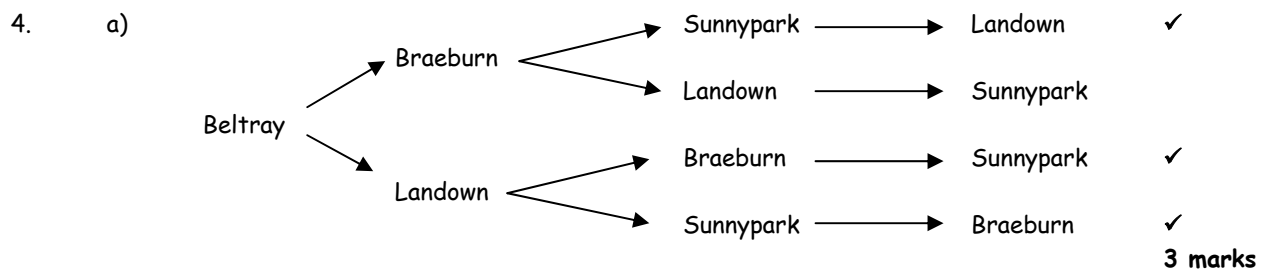 4. a) Sunnypark Landown ✓
Braeburn
Landown Sunnypark
Beltray
Braeburn Sunnypark ✓
Landown
Sunnypark Braeburn ✓
3 marks